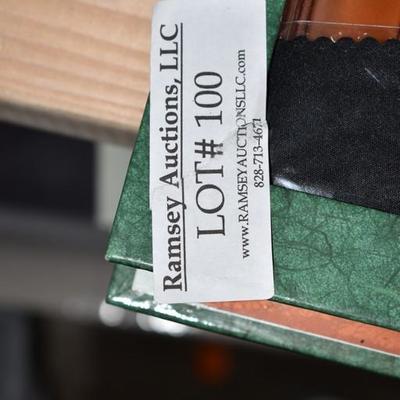 Ramsey Auctions, LLC
LOT# 100
www.RAMSEYAUCTIONSLLC.com
828-713-4671